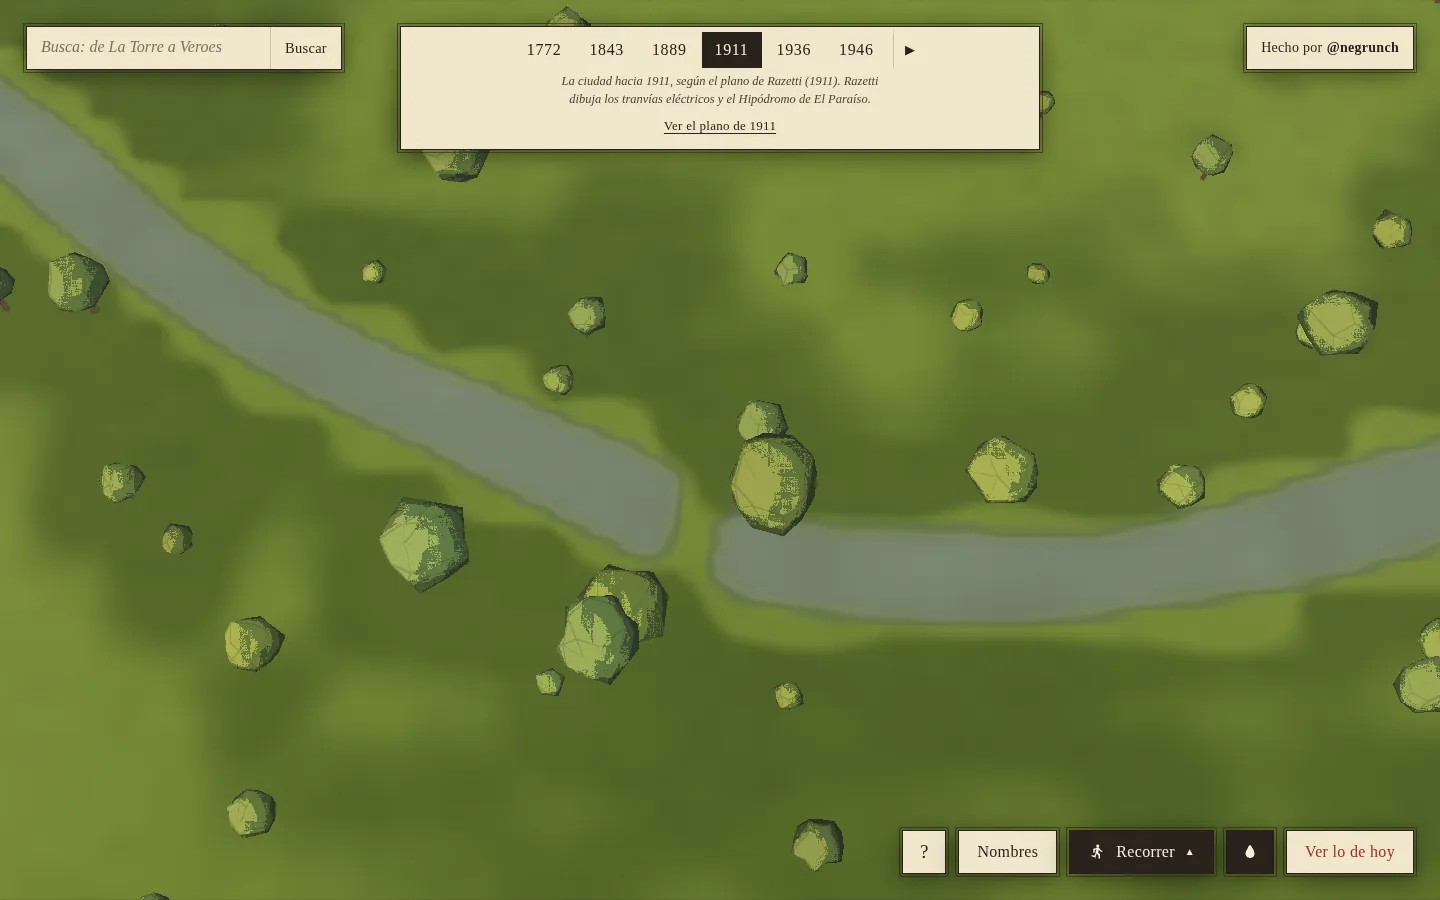 Busca: de La Torre a Veroes
Buscar
1772 1843 1889 1911 1936 1946 ▶
La ciudad hacia 1911, según el plano de Razetti (1911). Razetti
dibuja los tranvías eléctricos y el Hipódromo de El Paraíso.
Ver el plano de 1911
Hecho por @negrunch
?
Nombres
Recorrer ▲
Ver lo de hoy